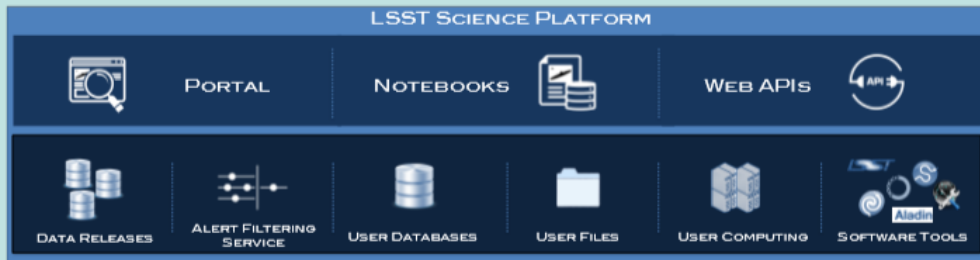 LSST SCIENCE PLATFORM
PORTAL
NOTEBOOKS
WEB APIS
API
DATA RELEASES
ALERT FILTERING
SERVICE
USER DATABASES
USER FILES
USER COMPUTING
LSST
Aladin
SOFTWARE TOOLS